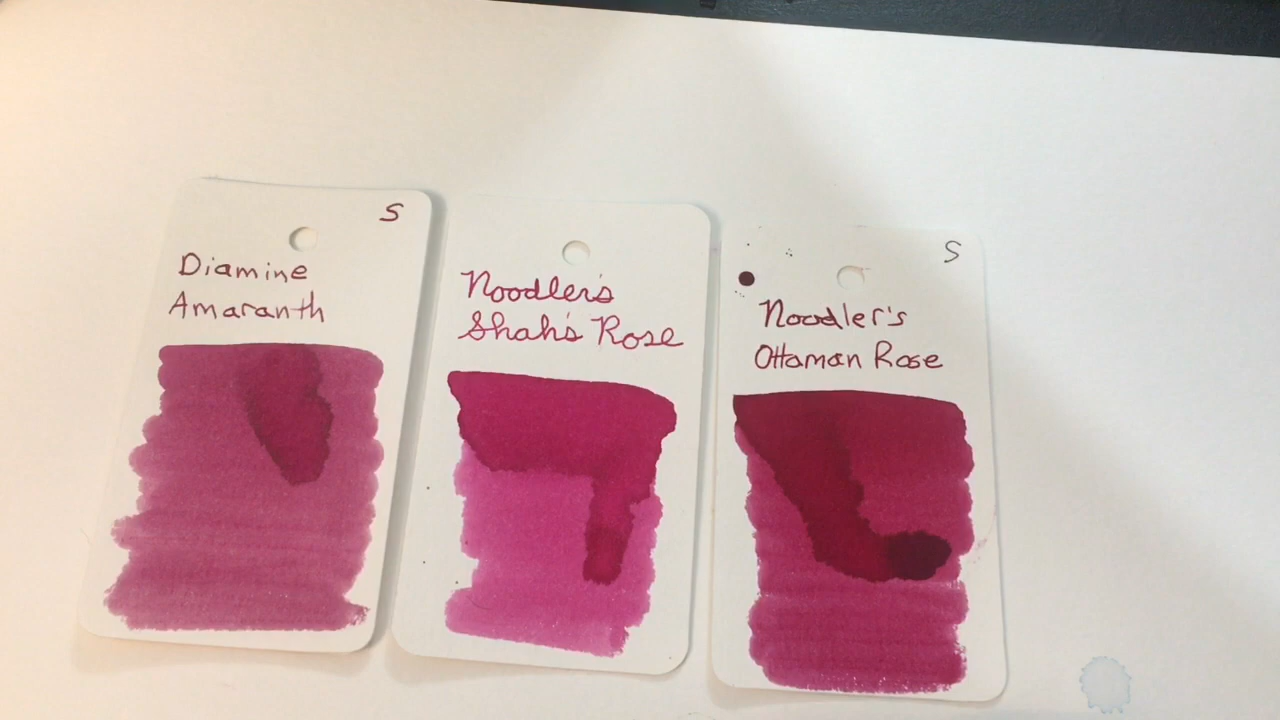 S
Diamine
Amaranth
Noodler's
Shah's Rose
S
Noodler's
Ottoman Rose